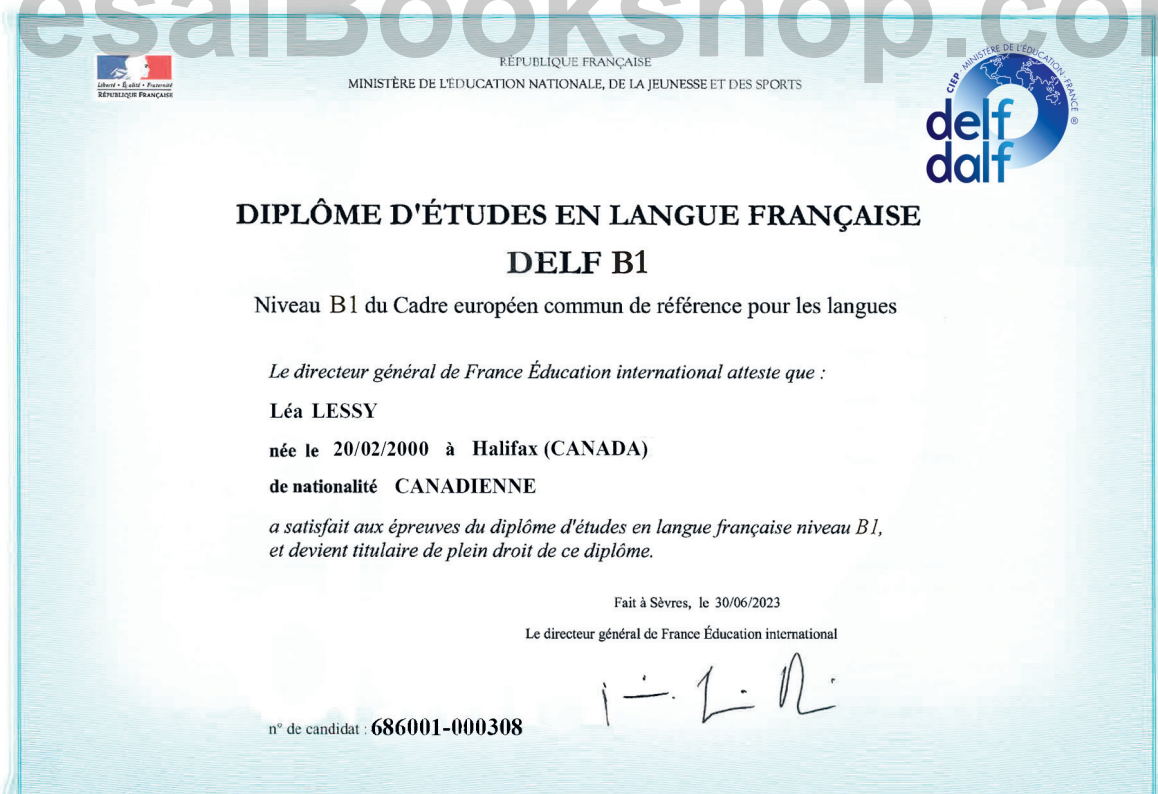 esaiBookshop.com
Liberté • Égalité • Fraternité
RÉPUBLIQUE FRANÇAISE
RÉPUBLIQUE FRANÇAISE
MINISTÈRE DE L'ÉDUCATION NATIONALE, DE LA JEUNESSE ET DES SPORTS
CIEP - MINISTÈRE DE L'ÉDUCATION - FRANCE ®
delf
dalf
DIPLÔME D'ÉTUDES EN LANGUE FRANÇAISE
DELF B1
Niveau B1 du Cadre européen commun de référence pour les langues
Le directeur général de France Éducation international atteste que :
Léa LESSY
née le 20/02/2000 à Halifax (CANADA)
de nationalité CANADIENNE
a satisfait aux épreuves du diplôme d'études en langue française niveau B1,
et devient titulaire de plein droit de ce diplôme.
Fait à Sèvres, le 30/06/2023
Le directeur général de France Éducation international
n° de candidat : 686001-000308